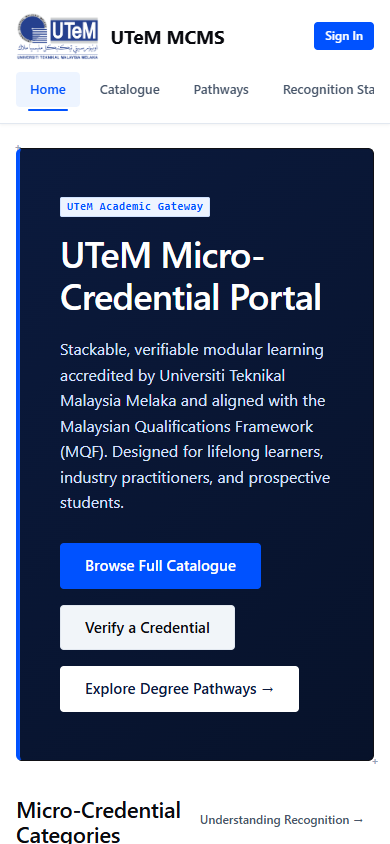 UTeM
UNIVERSITI TEKNIKAL MALAYSIA MELAKA
UTeM MCMS
Sign In
Home
Catalogue
Pathways
Recognition Sta
UTeM Academic Gateway
UTeM Micro-
Credential Portal
Stackable, verifiable modular learning
accredited by Universiti Teknikal
Malaysia Melaka and aligned with the
Malaysian Qualifications Framework
(MQF). Designed for lifelong learners,
industry practitioners, and prospective
students.
Browse Full Catalogue
Verify a Credential
Explore Degree Pathways →
Micro-Credential
Categories
Understanding Recognition →